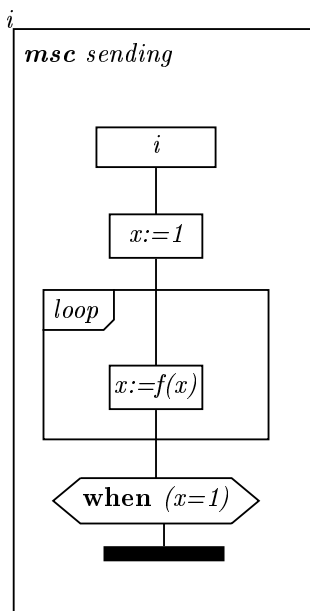 i
msc sending
i
x:=1
loop
x:=f(x)
when (x=1)